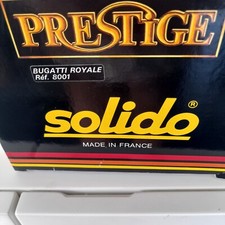 PRESTIGE
BUGATTI ROYALE
Réf. 8001
solido ®
MADE IN FRANCE